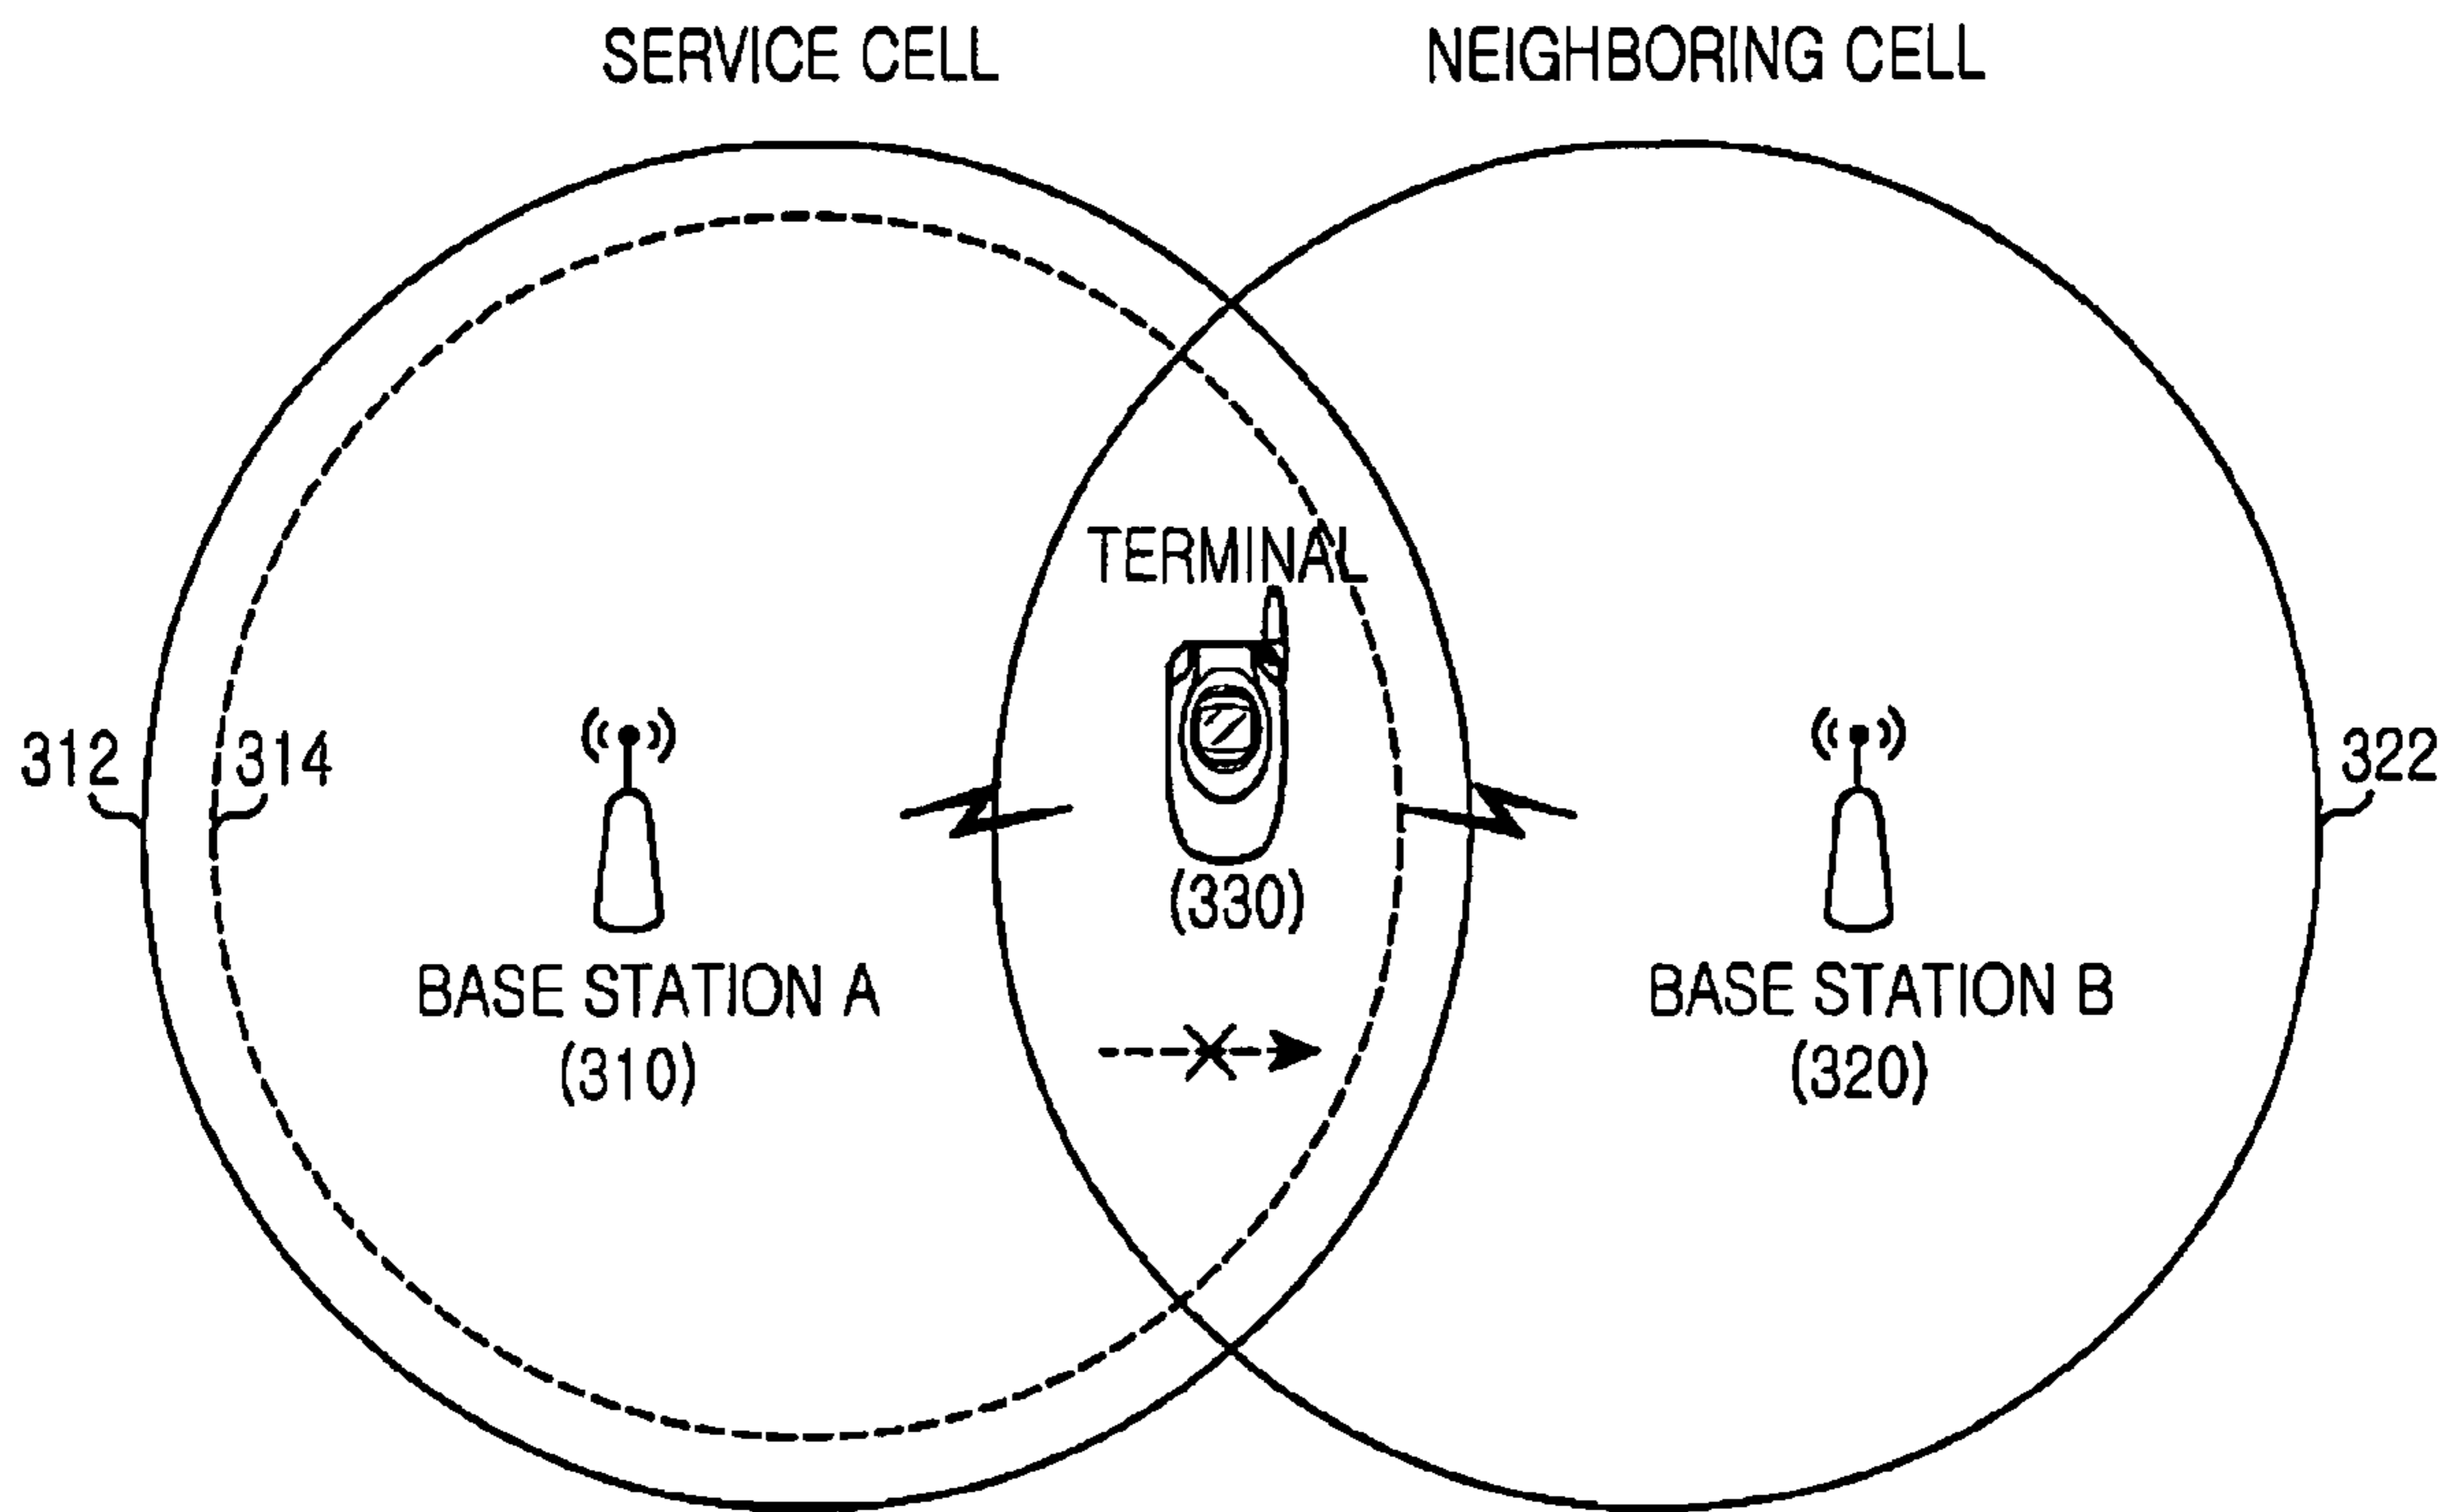 SERVICE CELL
NEIGHBORING CELL
TERMINAL
312
314
322
(330)
BASE STATION A
(310)
BASE STATION B
(320)